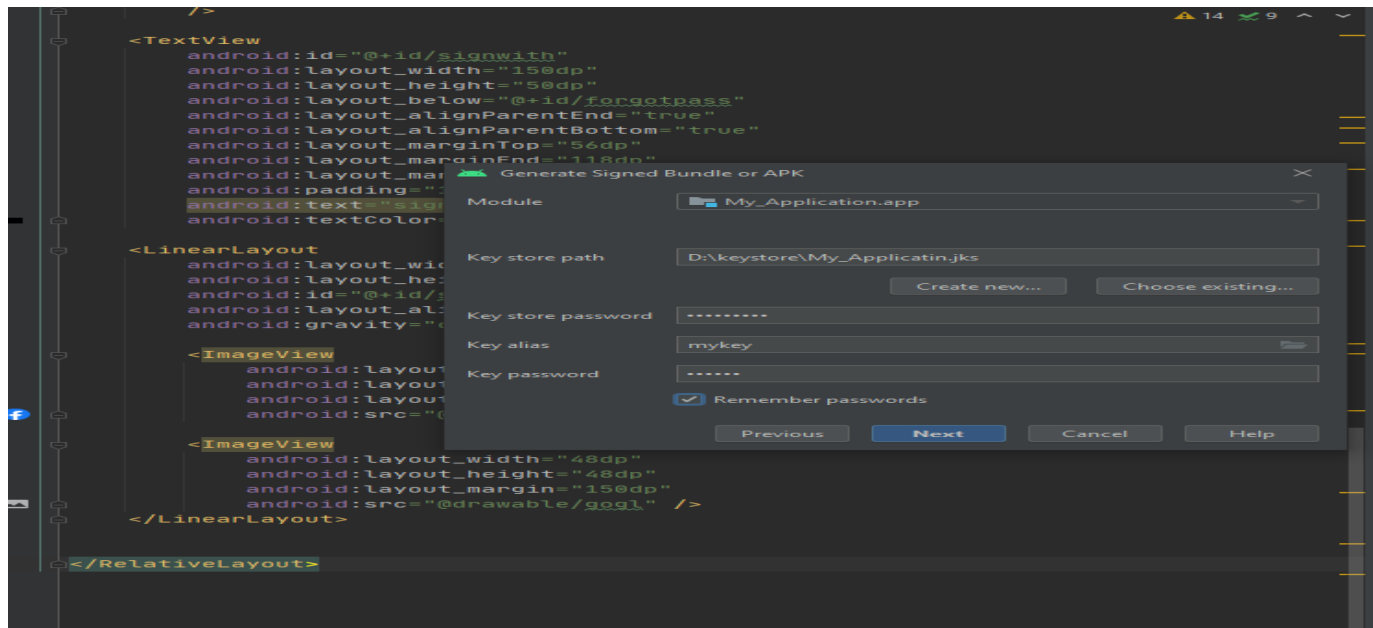 />
14 9
<TextView
android:id="@+id/signwith"
android:layout_width="150dp"
android:layout_height="50dp"
android:layout_below="@+id/forgotpass"
android:layout_alignParentEnd="true"
android:layout_alignParentBottom="true"
android:layout_marginTop="56dp"
android:layout_marginEnd="118dp"
android:layout_mar
android:padding="
android:text="sign
android:textColor=
<LinearLayout
android:layout_wid
android:layout_he
android:id="@+id/
android:layout_al
android:gravity="
<ImageView
android:layout
android:layout
android:layout
android:src="@
<ImageView
android:layout_width="48dp"
android:layout_height="48dp"
android:layout_margin="150dp"
android:src="@drawable/gogl" />
</LinearLayout>
</RelativeLayout>
Generate Signed Bundle or APK
Module My_Application.app
Key store path D:\keystore\My_Applicatin.jks
Create new... Choose existing...
Key store password •••••••••
Key alias mykey
Key password ••••••
Remember passwords
Previous Next Cancel Help